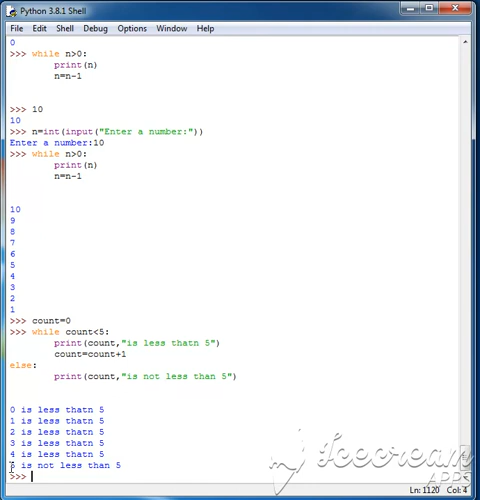 Python 3.8.1 Shell
File Edit Shell Debug Options Window Help
0
>>> while n>0:
print(n)
n=n-1
>>> 10
10
>>> n=int(input("Enter a number:"))
Enter a number:10
>>> while n>0:
print(n)
n=n-1
10
9
8
7
6
5
4
3
2
1
>>> count=0
>>> while count<5:
print(count,"is less thatn 5")
count=count+1
else:
print(count,"is not less than 5")
0 is less thatn 5
1 is less thatn 5
2 is less thatn 5
3 is less thatn 5
4 is less thatn 5
is not less than 5
>>>
Icecream
APPS
Ln: 1120 Col: 4